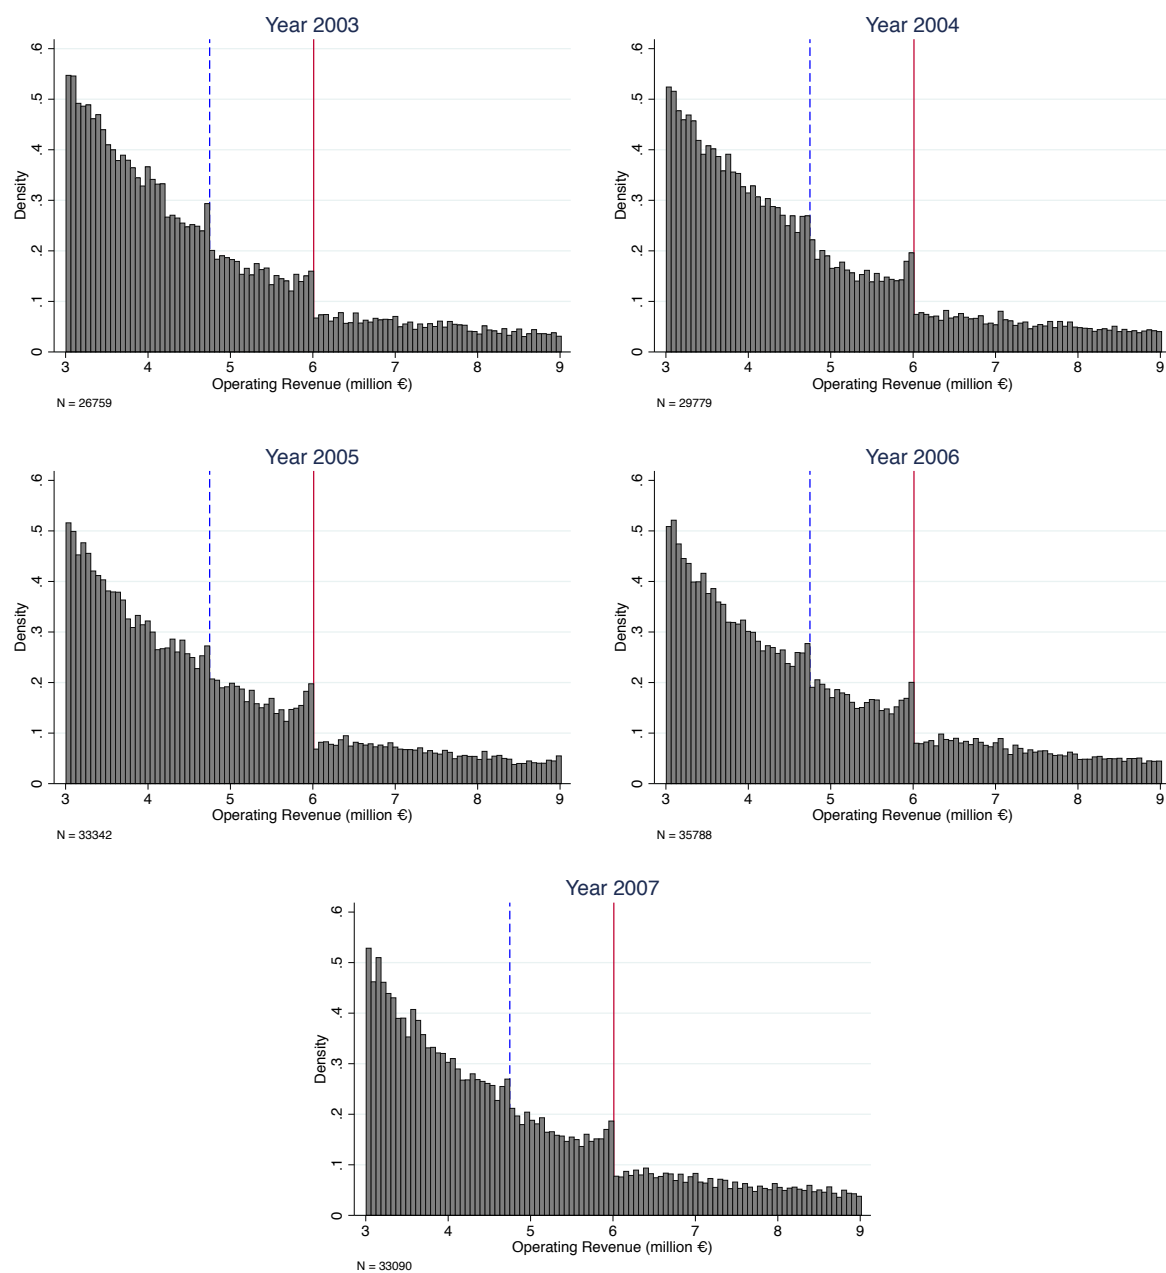 Year 2003
Density
0 .1 .2 .3 .4 .5 .6
3 4 5 6 7 8 9
Operating Revenue (million €)
N = 26759
Year 2004
Density
0 .1 .2 .3 .4 .5 .6
3 4 5 6 7 8 9
Operating Revenue (million €)
N = 29779
Year 2005
Density
0 .1 .2 .3 .4 .5 .6
3 4 5 6 7 8 9
Operating Revenue (million €)
N = 33342
Year 2006
Density
0 .1 .2 .3 .4 .5 .6
3 4 5 6 7 8 9
Operating Revenue (million €)
N = 35788
Year 2007
Density
0 .1 .2 .3 .4 .5 .6
3 4 5 6 7 8 9
Operating Revenue (million €)
N = 33090